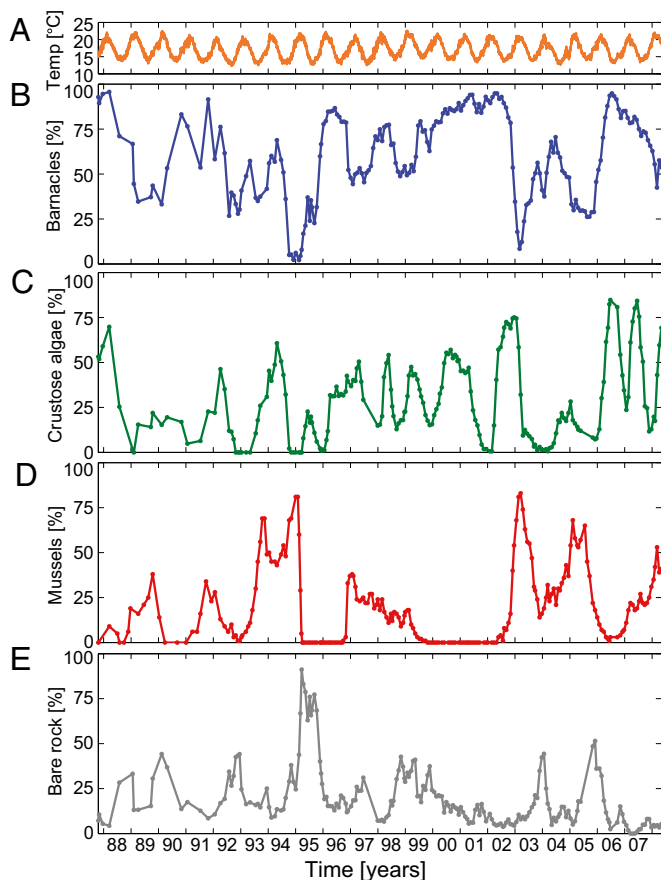 A
Temp [°C]
25
20
15
10
B
Barnacles [%]
100
75
50
25
0
C
Crustose algae [%]
100
75
50
25
0
D
Mussels [%]
100
75
50
25
0
E
Bare rock [%]
100
75
50
25
0
88 89 90 91 92 93 94 95 96 97 98 99 00 01 02 03 04 05 06 07
Time [years]